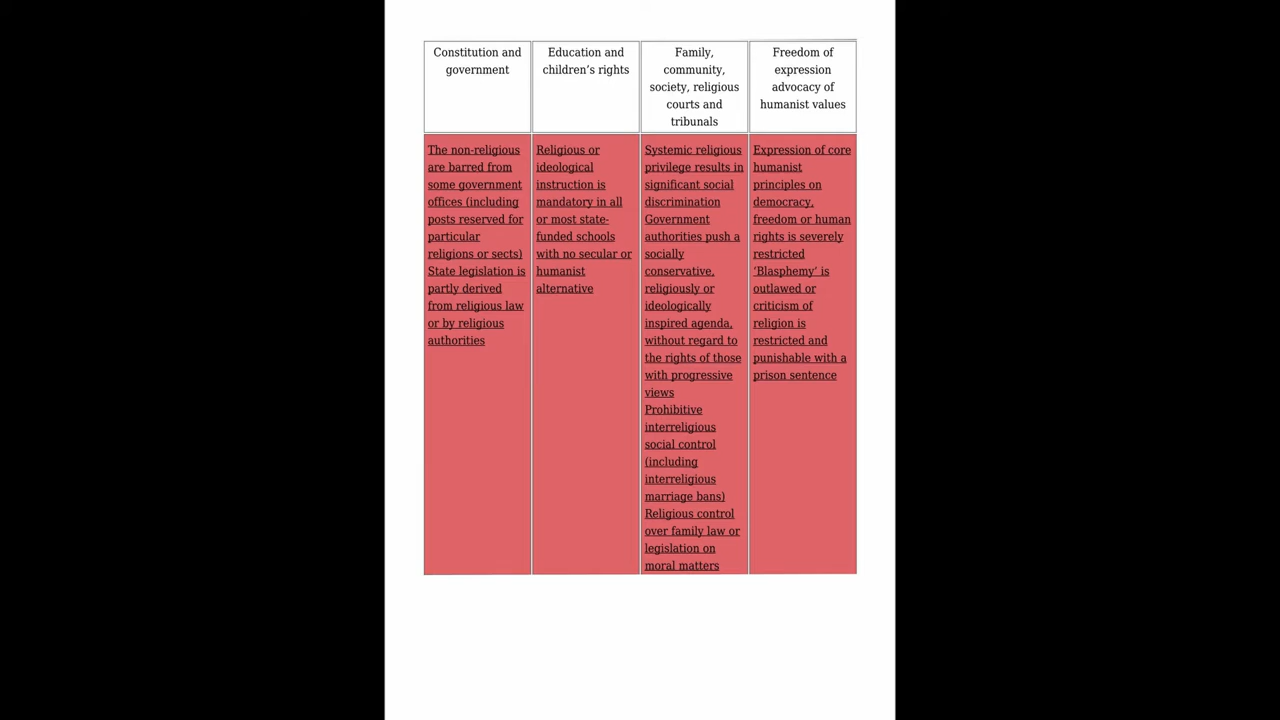 Constitution and
government
Education and
children’s rights
Family,
community,
society, religious
courts and
tribunals
Freedom of
expression
advocacy of
humanist values
The non-religious
are barred from
some government
offices (including
posts reserved for
particular
religions or sects)
State legislation is
partly derived
from religious law
or by religious
authorities
Religious or
ideological
instruction is
mandatory in all
or most state-
funded schools
with no secular or
humanist
alternative
Systemic religious
privilege results in
significant social
discrimination
Government
authorities push a
socially
conservative,
religiously or
ideologically
inspired agenda,
without regard to
the rights of those
with progressive
views
Prohibitive
interreligious
social control
(including
interreligious
marriage bans)
Religious control
over family law or
legislation on
moral matters
Expression of core
humanist
principles on
democracy,
freedom or human
rights is severely
restricted
‘Blasphemy’ is
outlawed or
criticism of
religion is
restricted and
punishable with a
prison sentence